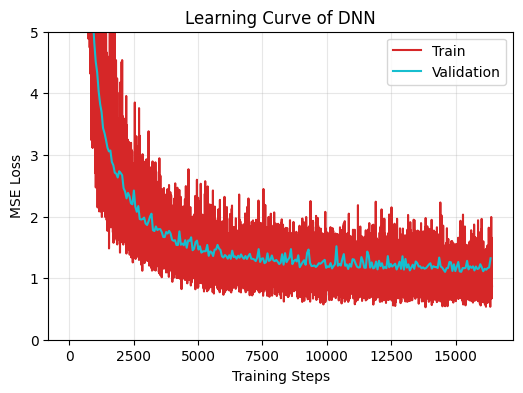 Learning Curve of DNN
Train
Validation
MSE Loss
5
4
3
2
1
0
0 2500 5000 7500 10000 12500 15000
Training Steps